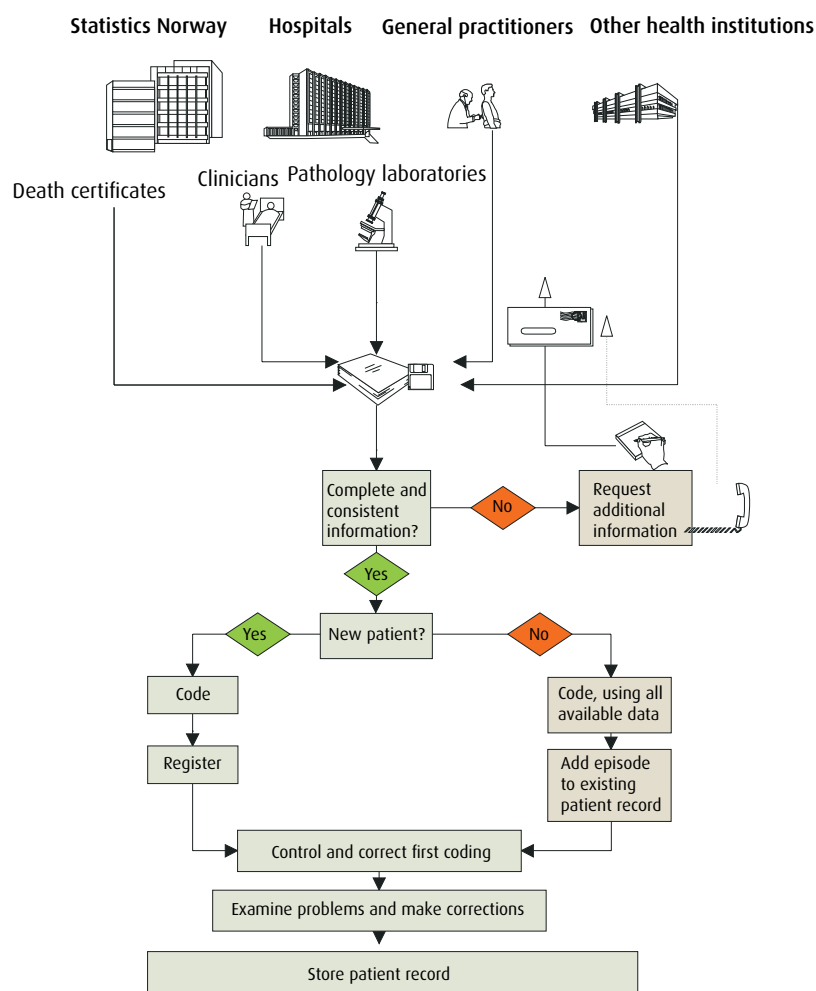 Statistics Norway
Hospitals
General practitioners
Other health institutions
Death certificates
Clinicians
Pathology laboratories
Complete and
consistent
information?
No
Request
additional
information
Yes
Yes
New patient?
No
Code
Code, using all
available data
Register
Add episode
to existing
patient record
Control and correct first coding
Examine problems and make corrections
Store patient record